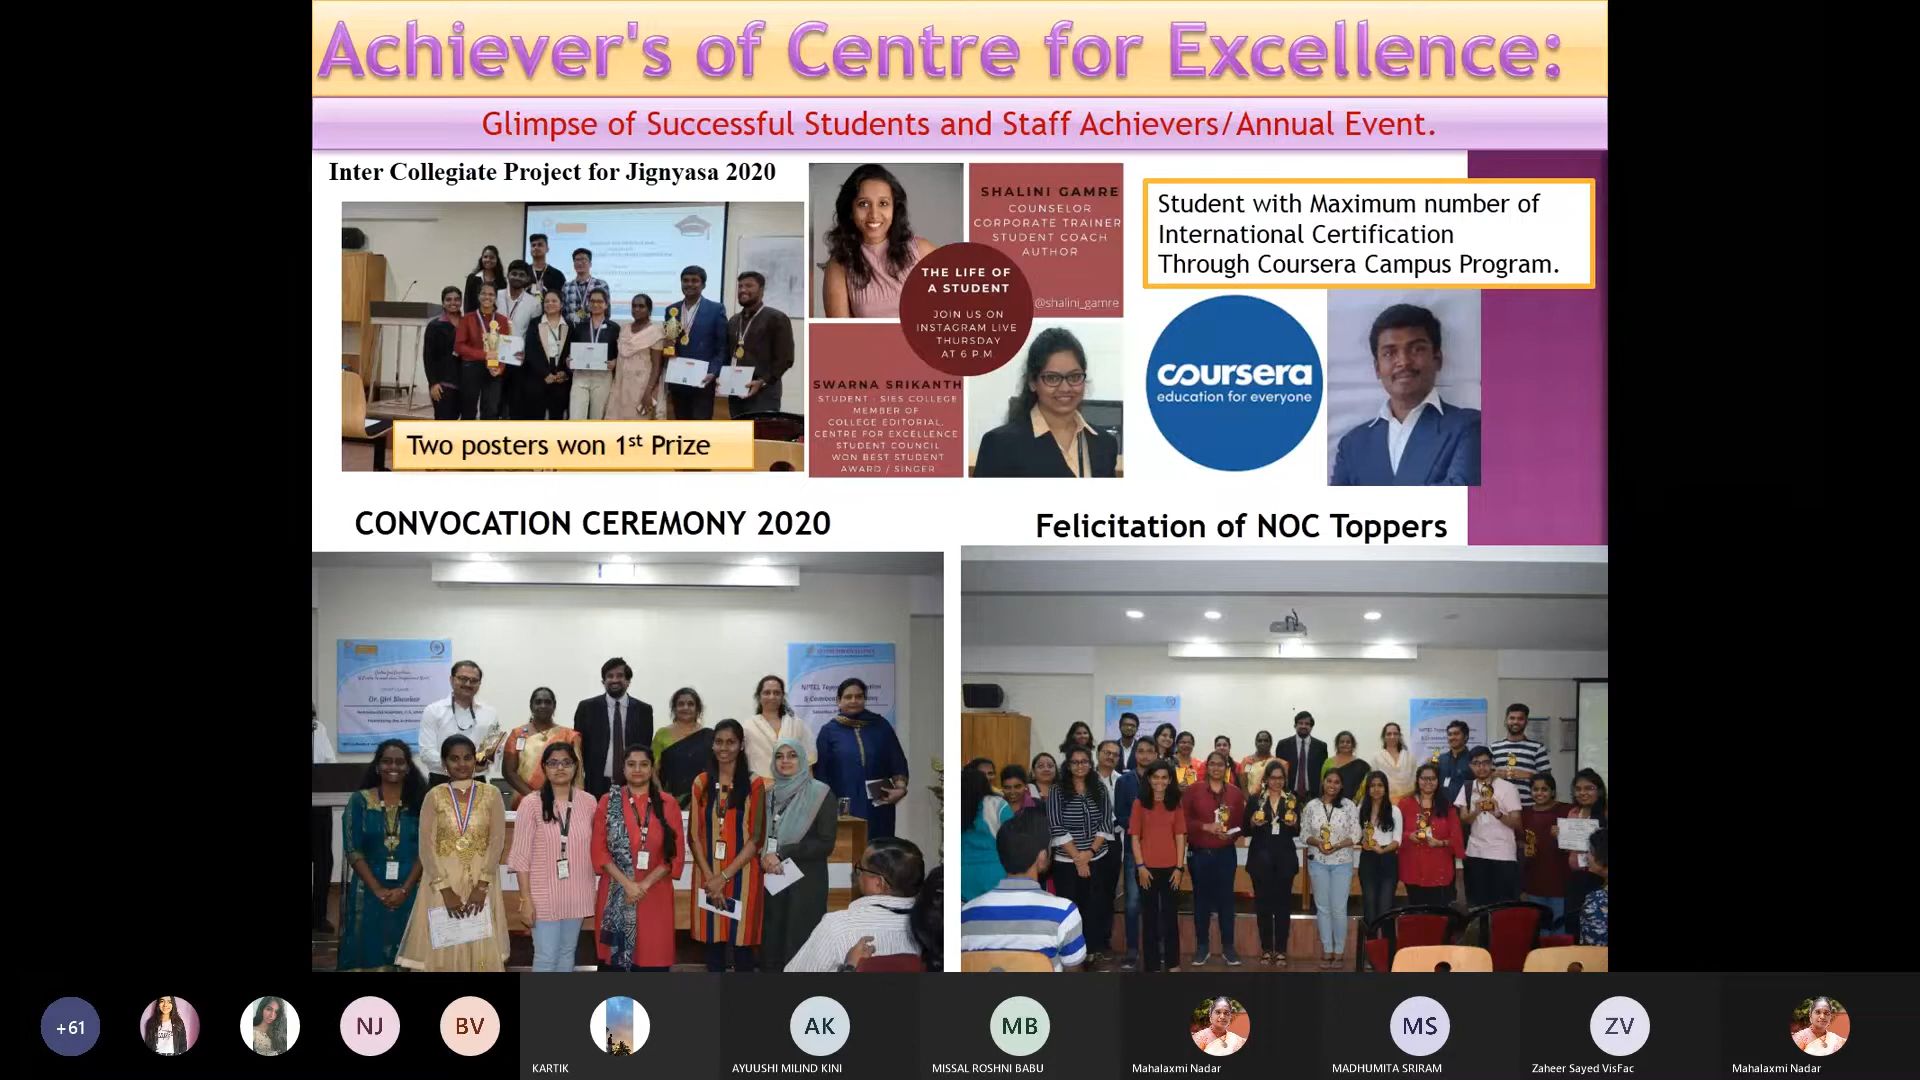 Achiever's of Centre for Excellence:
Glimpse of Successful Students and Staff Achievers/Annual Event.
Inter Collegiate Project for Jignyasa 2020
Two posters won 1st Prize
SHALINI GAMRE
COUNSELOR
CORPORATE TRAINER
STUDENT COACH
AUTHOR
@shalini_gamre
THE LIFE OF
A STUDENT
JOIN US ON
INSTAGRAM LIVE
THURSDAY
AT 6 P.M.
SWARNA SRIKANTH
STUDENT : SIES COLLEGE
MEMBER OF
COLLEGE EDITORIAL,
CENTRE FOR EXCELLENCE
STUDENT COUNCIL
WON BEST STUDENT
AWARD / SINGER
Student with Maximum number of
International Certification
Through Coursera Campus Program.
coursera
education for everyone
CONVOCATION CEREMONY 2020
Felicitation of NOC Toppers
Dr. Giri Bhaskar
+61
NJ
BV
KARTIK
AK
AYUUSHI MILIND KINI
MB
MISSAL ROSHNI BABU
Mahalaxmi Nadar
MS
MADHUMITA SRIRAM
ZV
Zaheer Sayed VisFac
Mahalaxmi Nadar